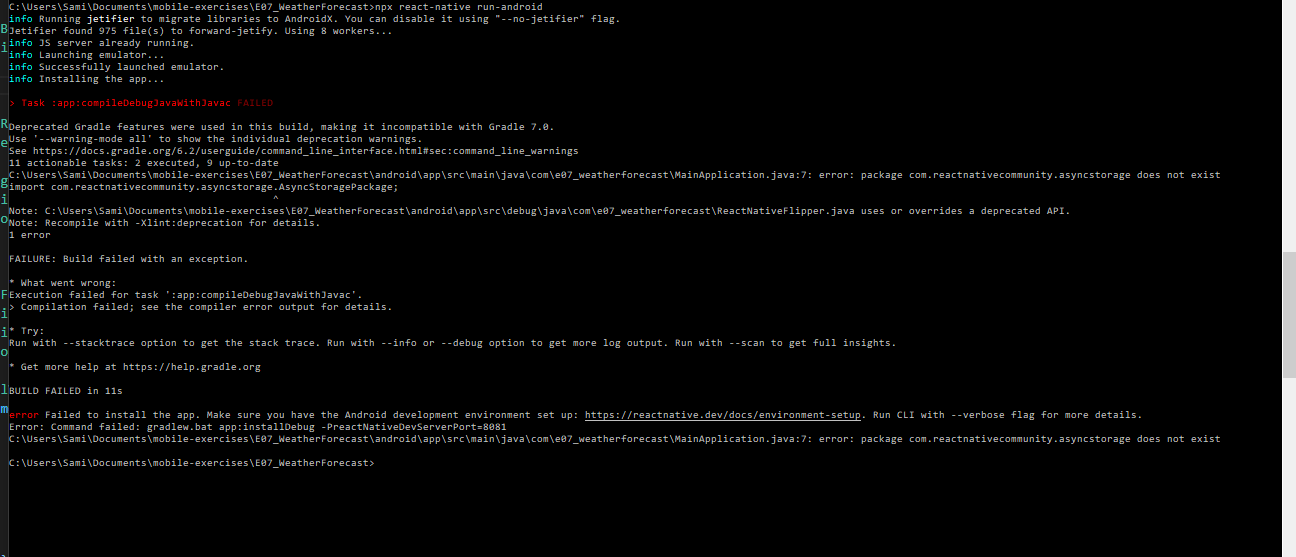 C:\Users\Sami\Documents\mobile-exercises\E07_WeatherForecast>npx react-native run-android
info Running jetifier to migrate libraries to AndroidX. You can disable it using "--no-jetifier" flag.
Jetifier found 975 file(s) to forward-jetify. Using 8 workers...
info JS server already running.
info Launching emulator...
info Successfully launched emulator.
info Installing the app...
> Task :app:compileDebugJavaWithJavac FAILED
Deprecated Gradle features were used in this build, making it incompatible with Gradle 7.0.
Use '--warning-mode all' to show the individual deprecation warnings.
See https://docs.gradle.org/6.2/userguide/command_line_interface.html#sec:command_line_warnings
11 actionable tasks: 2 executed, 9 up-to-date
C:\Users\Sami\Documents\mobile-exercises\E07_WeatherForecast\android\app\src\main\java\com\e07_weatherforecast\MainApplication.java:7: error: package com.reactnativecommunity.asyncstorage does not exist
import com.reactnativecommunity.asyncstorage.AsyncStoragePackage;
^
Note: C:\Users\Sami\Documents\mobile-exercises\E07_WeatherForecast\android\app\src\debug\java\com\e07_weatherforecast\ReactNativeFlipper.java uses or overrides a deprecated API.
Note: Recompile with -Xlint:deprecation for details.
1 error
FAILURE: Build failed with an exception.
* What went wrong:
Execution failed for task ':app:compileDebugJavaWithJavac'.
> Compilation failed; see the compiler error output for details.
* Try:
Run with --stacktrace option to get the stack trace. Run with --info or --debug option to get more log output. Run with --scan to get full insights.
* Get more help at https://help.gradle.org
BUILD FAILED in 11s
error Failed to install the app. Make sure you have the Android development environment set up: https://reactnative.dev/docs/environment-setup. Run CLI with --verbose flag for more details.
Error: Command failed: gradlew.bat app:installDebug -PreactNativeDevServerPort=8081
C:\Users\Sami\Documents\mobile-exercises\E07_WeatherForecast\android\app\src\main\java\com\e07_weatherforecast\MainApplication.java:7: error: package com.reactnativecommunity.asyncstorage does not exist
C:\Users\Sami\Documents\mobile-exercises\E07_WeatherForecast>